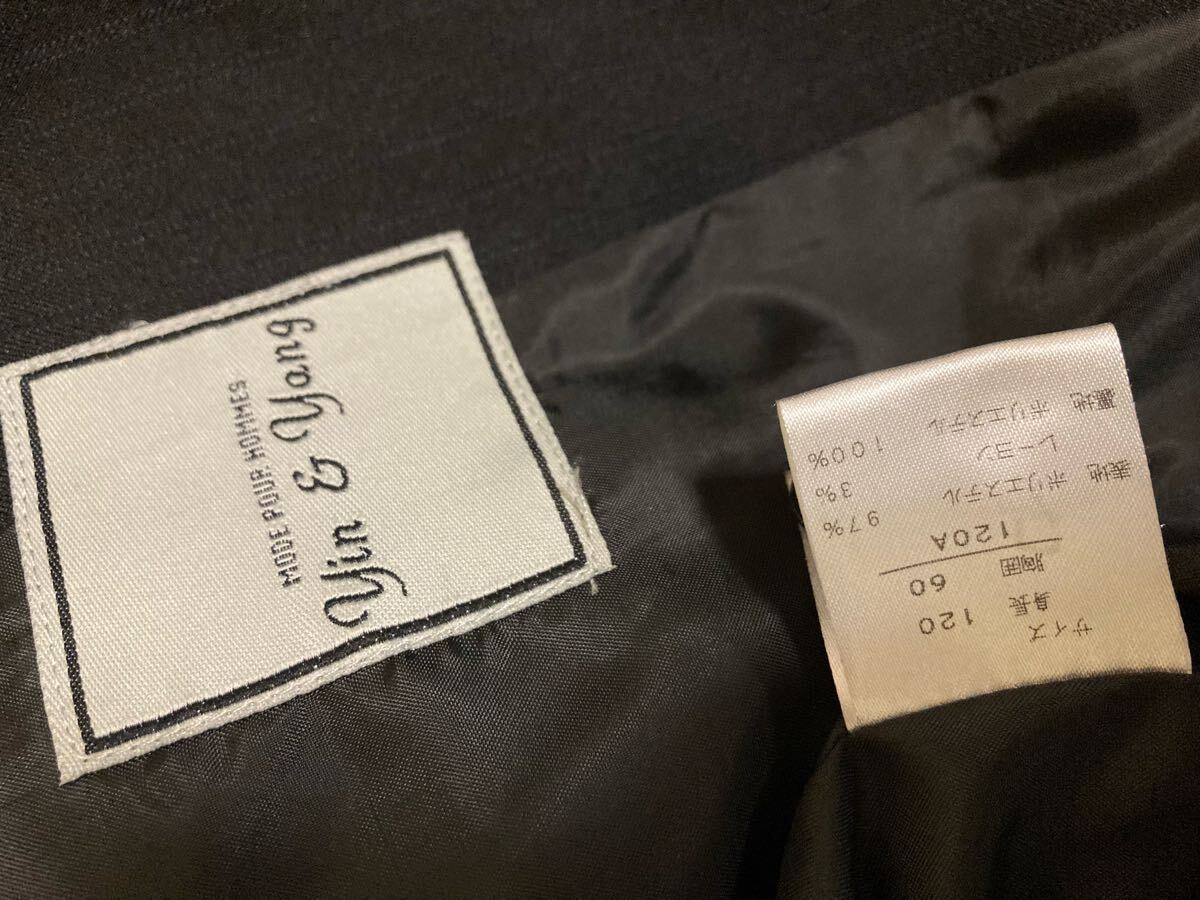 MODE POUR HOMMES
Yin & Yang
サイズ
身長 120
胸囲 60
120A
表地 ポリエステル 97%
レーヨン 3%
裏地 ポリエステル 100%